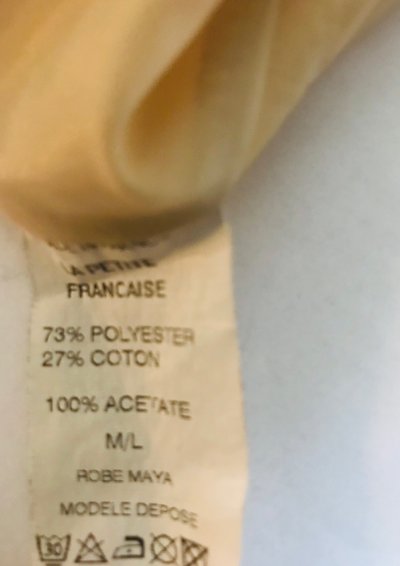 LA PETITE
FRANCAISE
73% POLYESTER
27% COTON
100% ACETATE
M/L
ROBE MAYA
MODELE DEPOSE
30